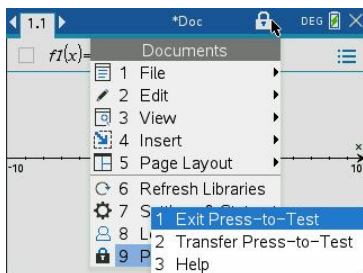 1.1 *Doc DEG
f1(x)=
Documents
1 File
2 Edit
3 View
4 Insert
5 Page Layout
6 Refresh Libraries
7
8
9
1 Exit Press-to-Test
2 Transfer Press-to-Test
3 Help
x
-10 10